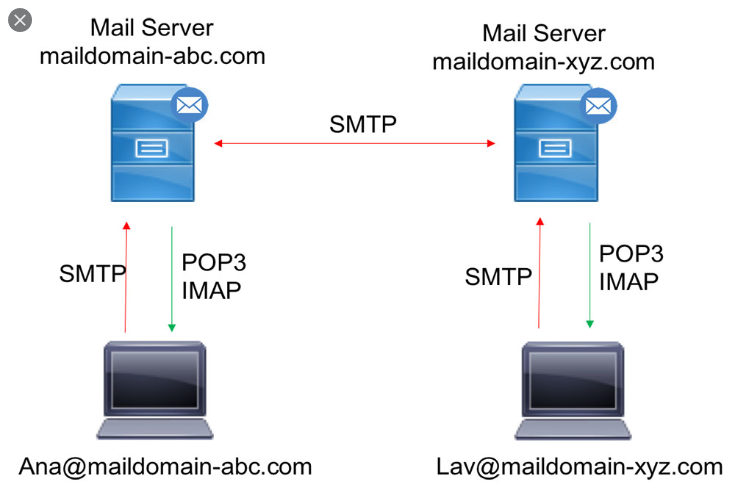 Mail Server
maildomain-abc.com
Mail Server
maildomain-xyz.com
SMTP
SMTP
POP3
IMAP
SMTP
POP3
IMAP
Ana@maildomain-abc.com
Lav@maildomain-xyz.com